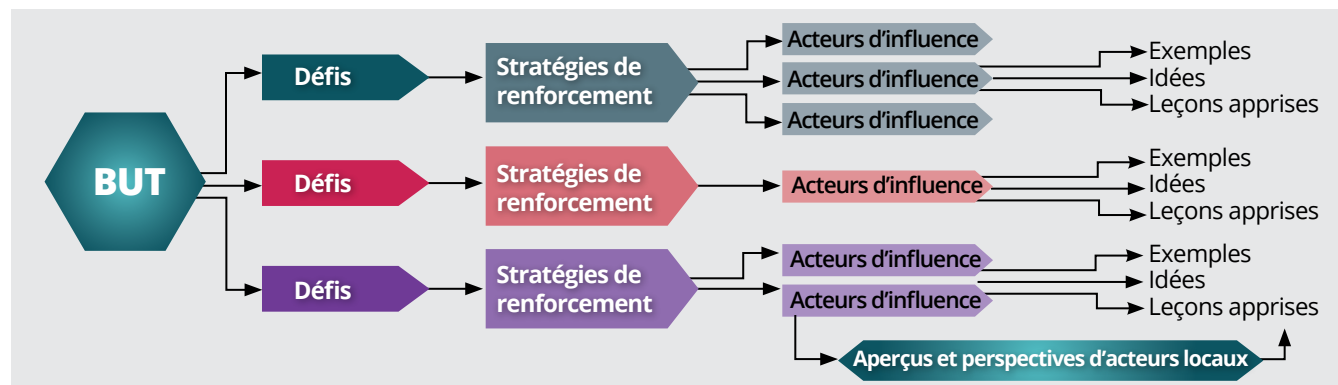 BUT
Défis
Stratégies de
renforcement
Acteurs d'influence
Acteurs d'influence
Acteurs d'influence
Exemples
Idées
Leçons apprises
Défis
Stratégies de
renforcement
Acteurs d'influence
Exemples
Idées
Leçons apprises
Défis
Stratégies de
renforcement
Acteurs d'influence
Acteurs d'influence
Exemples
Idées
Leçons apprises
Aperçus et perspectives d'acteurs locaux